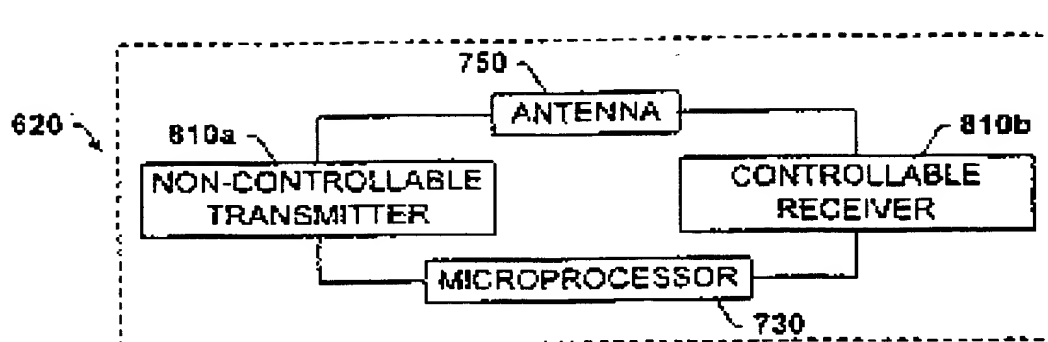 750
ANTENNA
620
810a
810b
NON-CONTROLLABLE
TRANSMITTER
CONTROLLABLE
RECEIVER
MICROPROCESSOR
730